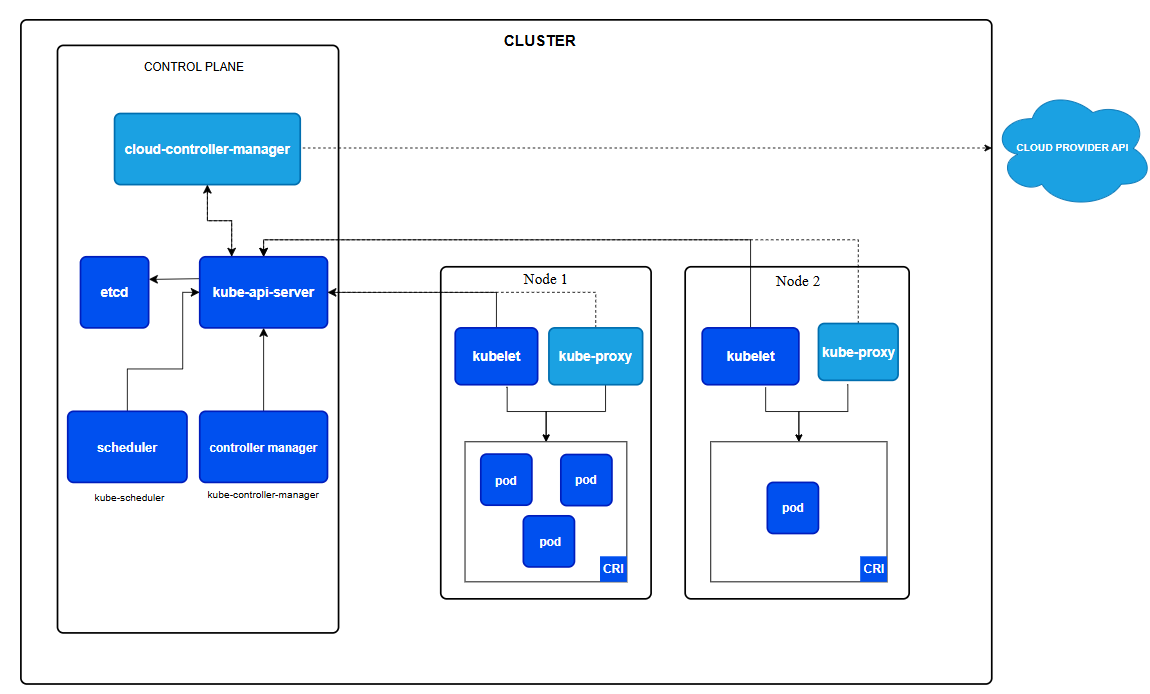 CLUSTER
CONTROL PLANE
cloud-controller-manager
CLOUD PROVIDER API
etcd
kube-api-server
scheduler
kube-scheduler
controller manager
kube-controller-manager
Node 1
kubelet
kube-proxy
pod
pod
pod
CRI
Node 2
kubelet
kube-proxy
pod
CRI